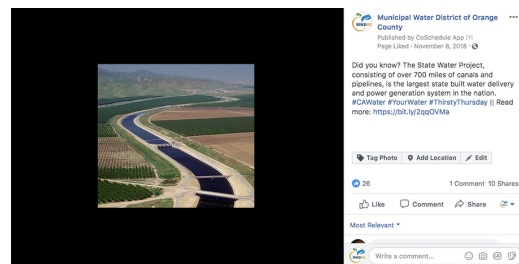 Municipal Water District of Orange
County
Published by CoSchedule App [?]
Page Liked · November 8, 2018 ·
Did you know? The State Water Project,
consisting of over 700 miles of canals and
pipelines, is the largest state built water delivery
and power generation system in the nation.
#CAWater #YourWater #ThirstyThursday || Read
more: https://bit.ly/2qqOVMa
Tag Photo Add Location Edit
26 1 Comment 10 Shares
Like Comment Share
Most Relevant
Write a comment...